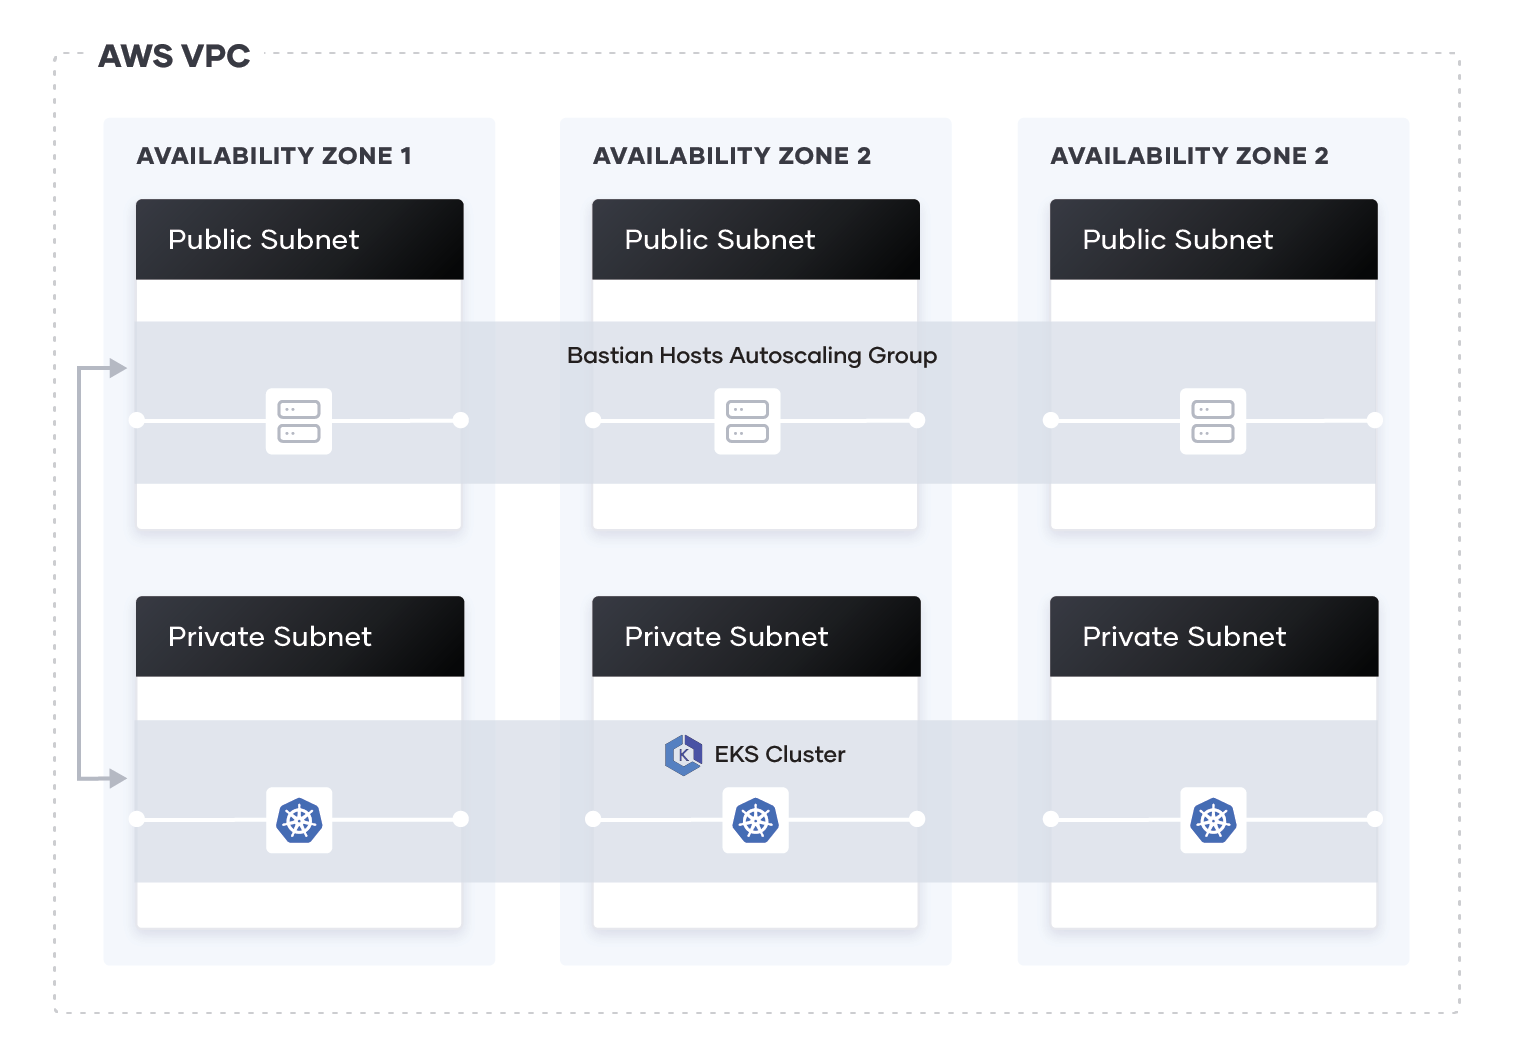 AWS VPC
AVAILABILITY ZONE 1
AVAILABILITY ZONE 2
AVAILABILITY ZONE 2
Public Subnet
Public Subnet
Public Subnet
Bastian Hosts Autoscaling Group
Private Subnet
Private Subnet
Private Subnet
K
EKS Cluster